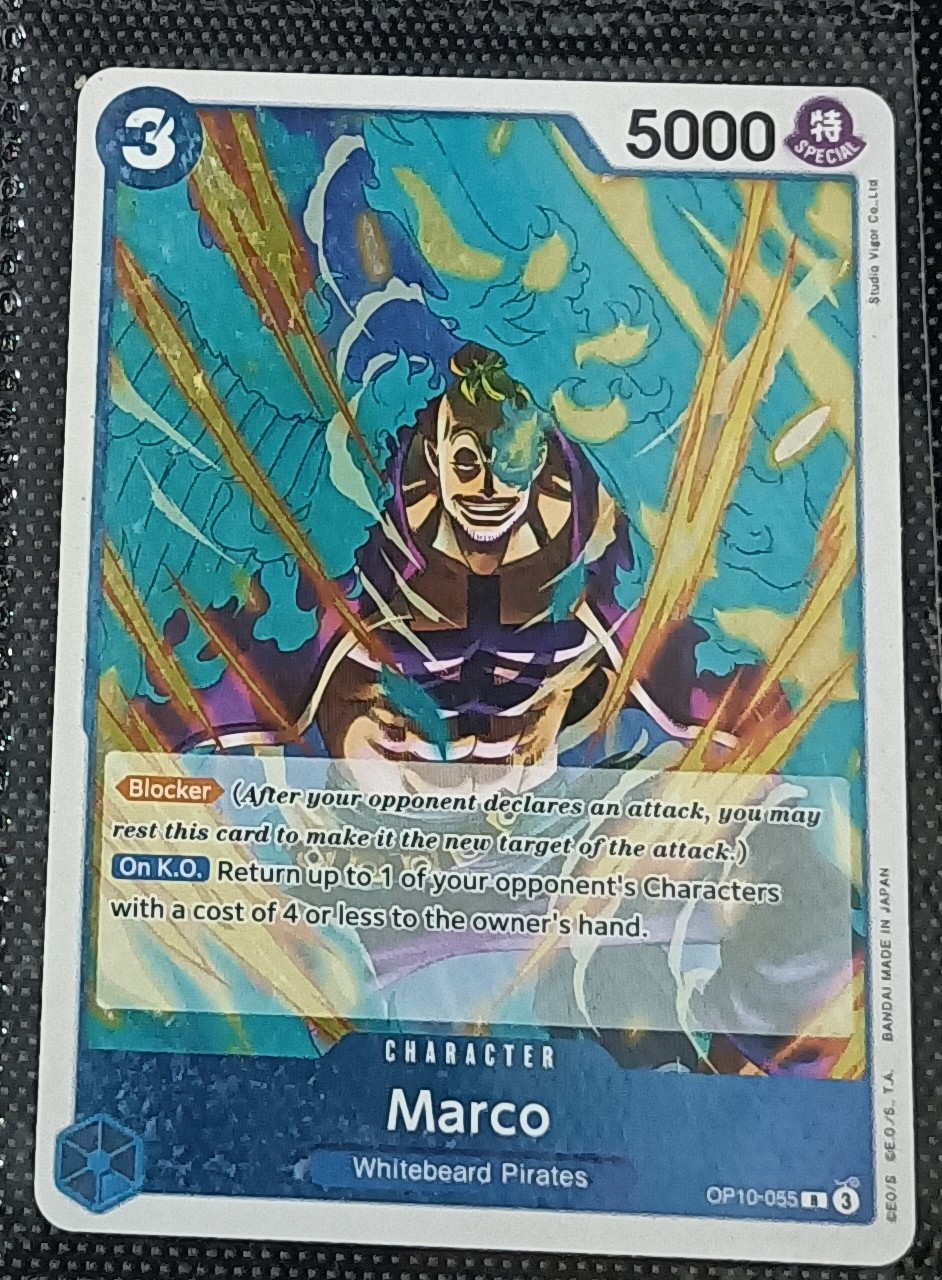 3
5000
特
SPECIAL
Studio Vigor Co.,Ltd
Blocker (After your opponent declares an attack, you may
rest this card to make it the new target of the attack.)
On K.O. Return up to 1 of your opponent's Characters
with a cost of 4 or less to the owner's hand.
CHARACTER
Marco
Whitebeard Pirates
OP10-055 R 3
©EO/S ©E.O./S., T.A. BANDAI MADE IN JAPAN